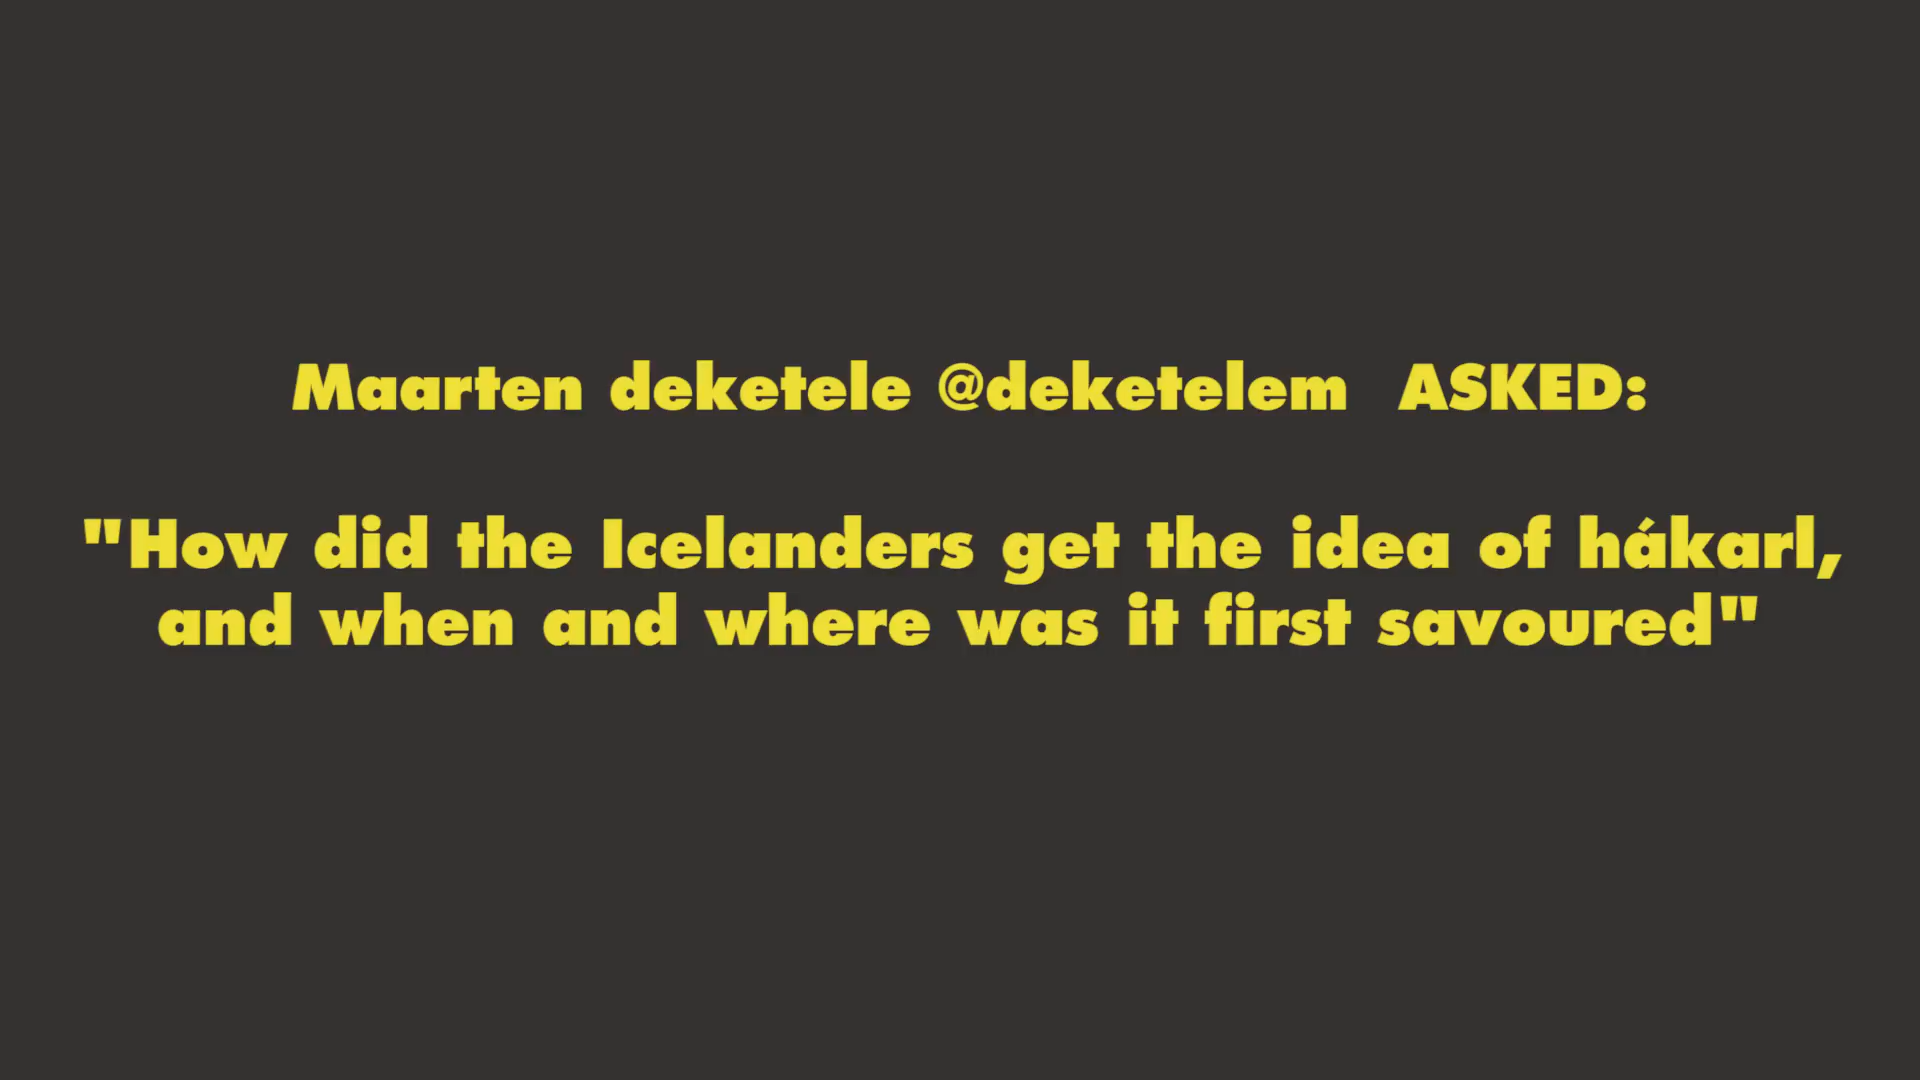 Maarten deketele @deketelem ASKED:
"How did the Icelanders get the idea of hákarl,
and when and where was it first savoured"